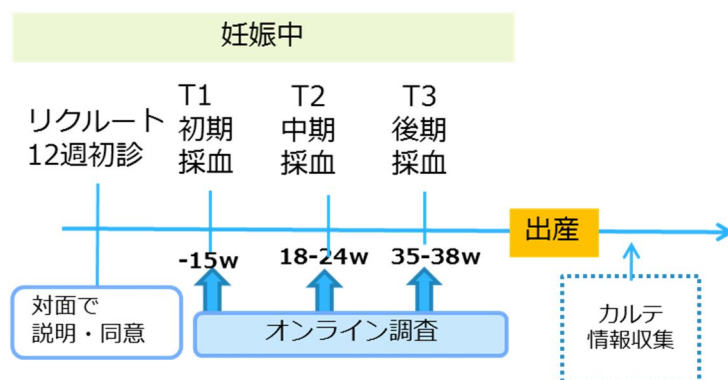 妊娠中
リクルート
12週初診
T1
初期
採血
T2
中期
採血
T3
後期
採血
出産
-15w
18-24w
35-38w
対面で
説明・同意
オンライン調査
カルテ
情報収集